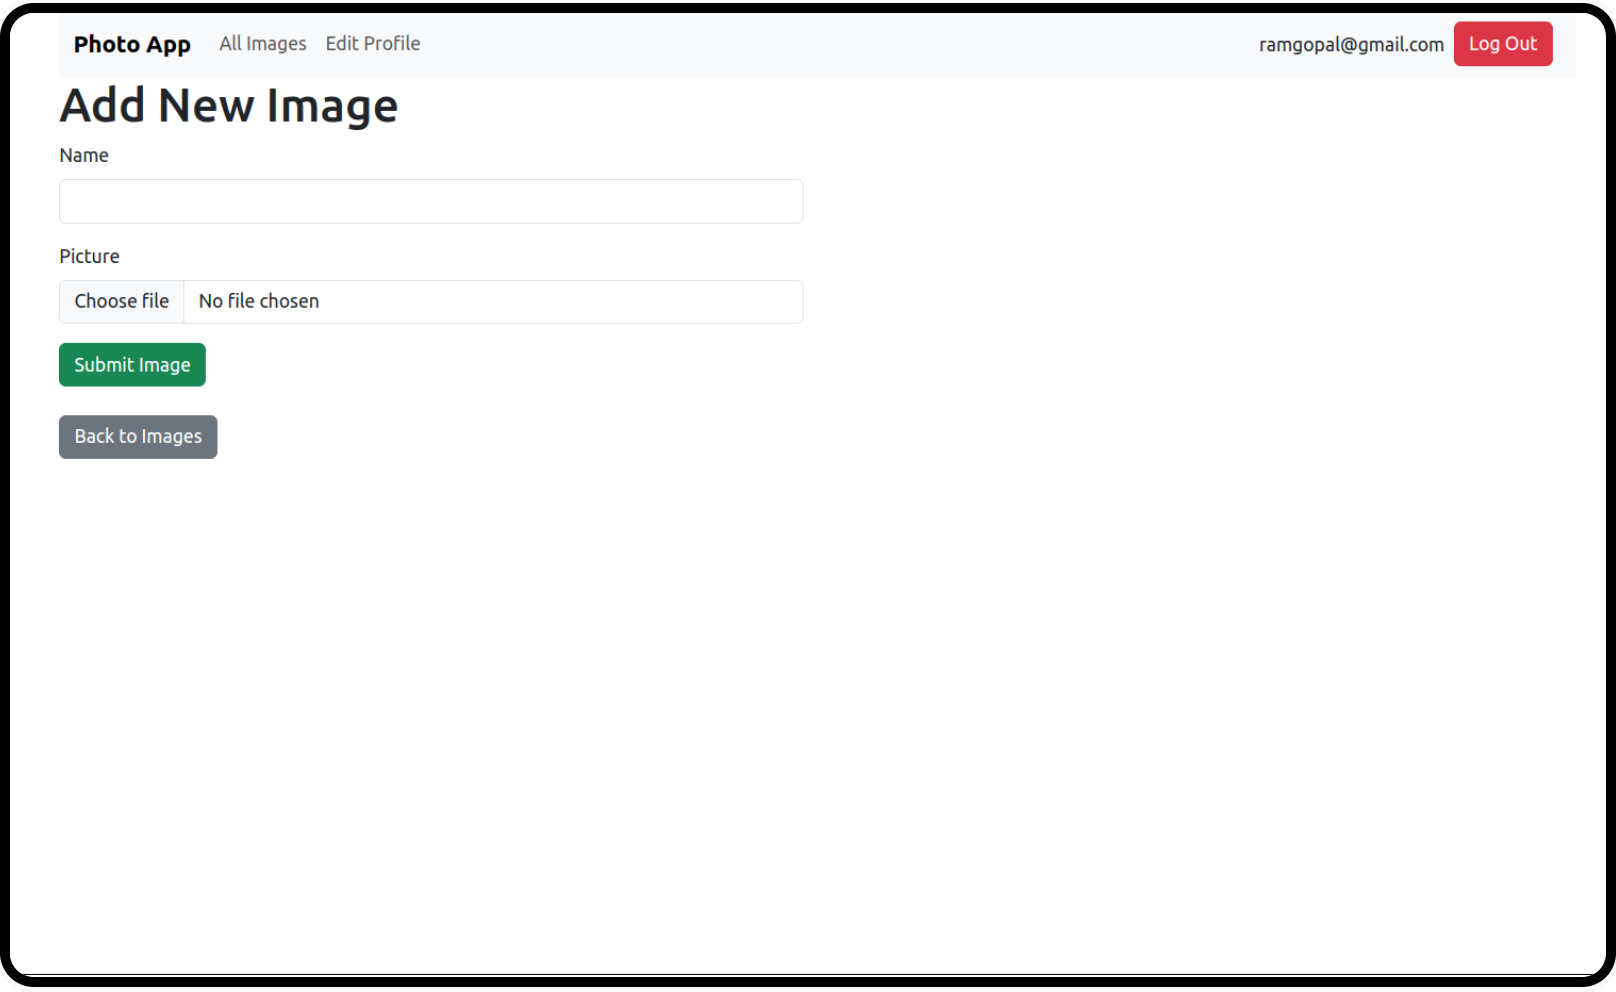 Photo App All Images Edit Profile ramgopal@gmail.com Log Out
Add New Image
Name
Picture
Choose file No file chosen
Submit Image
Back to Images